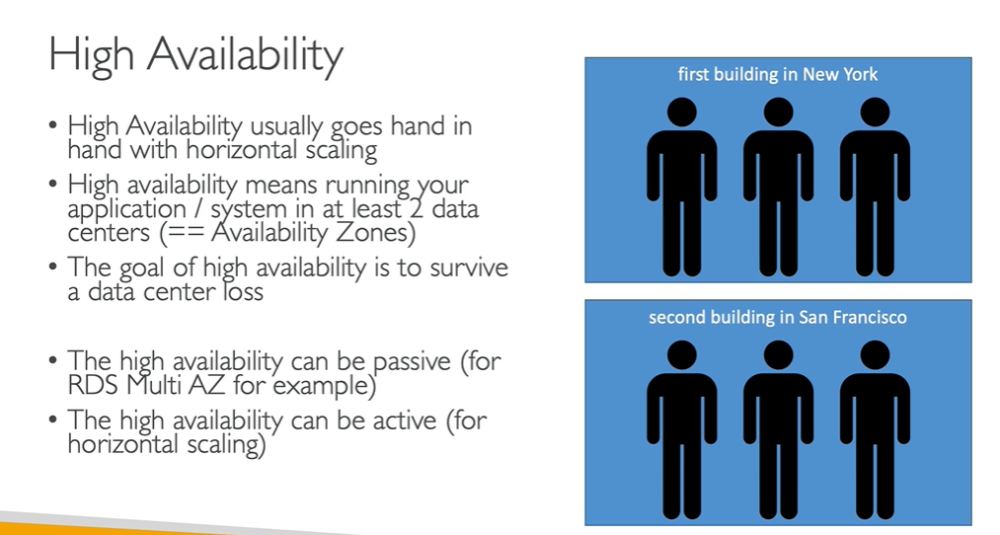 High Availability
• High Availability usually goes hand in
hand with horizontal scaling
• High availability means running your
application / system in at least 2 data
centers (== Availability Zones)
• The goal of high availability is to survive
a data center loss
• The high availability can be passive (for
RDS Multi AZ for example)
• The high availability can be active (for
horizontal scaling)
first building in New York
second building in San Francisco